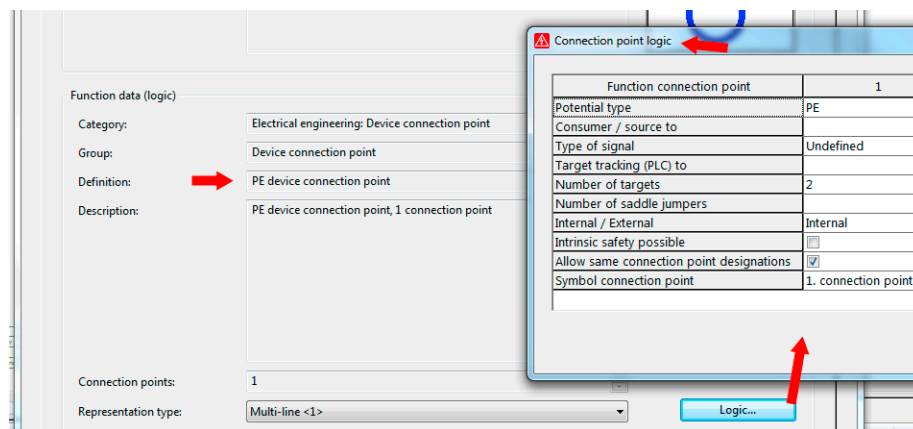 Connection point logic
Function connection point 1
Potential type PE
Consumer / source to
Type of signal Undefined
Target tracking (PLC) to
Number of targets 2
Number of saddle jumpers
Internal / External Internal
Intrinsic safety possible
Allow same connection point designations
Symbol connection point 1. connection point
Function data (logic)
Category: Electrical engineering: Device connection point
Group: Device connection point
Definition: PE device connection point
Description: PE device connection point, 1 connection point
Connection points: 1
Representation type: Multi-line <1> Logic...